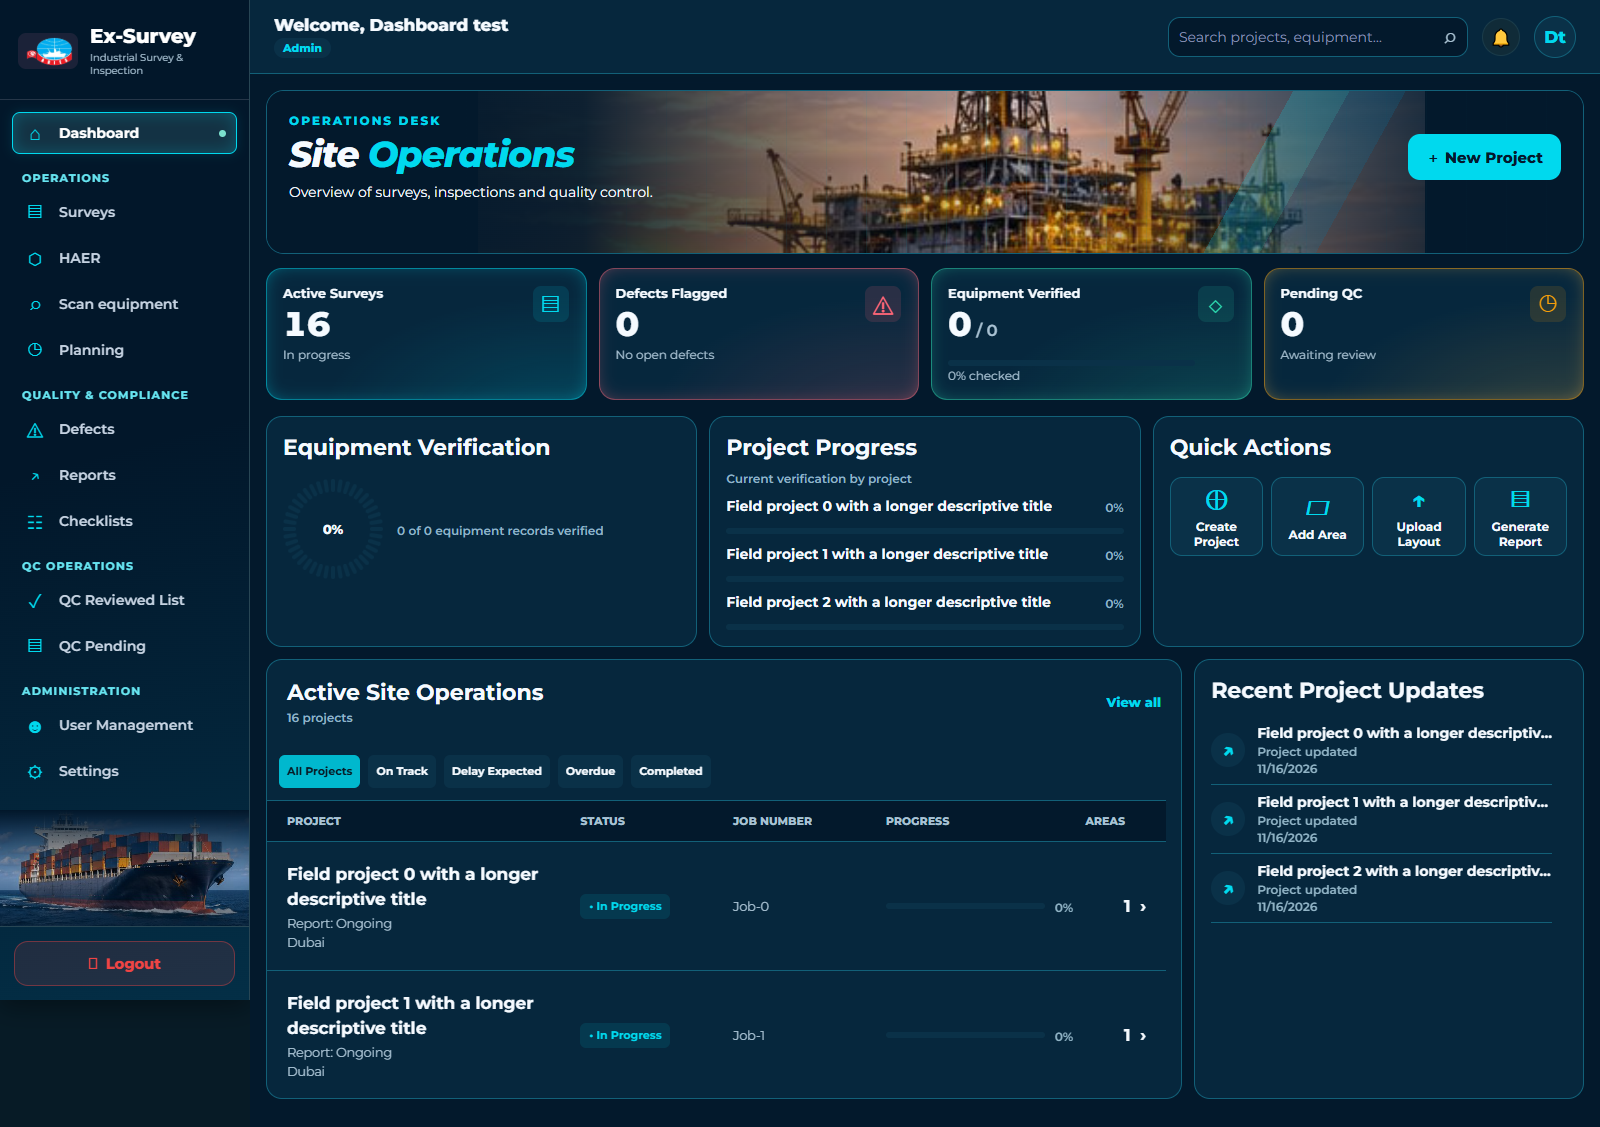 Ex-Survey
Industrial Survey &
Inspection
Welcome, Dashboard test
Admin
Search projects, equipment...
Dt
Dashboard
OPERATIONS
Surveys
HAER
Scan equipment
Planning
QUALITY & COMPLIANCE
Defects
Reports
Checklists
QC OPERATIONS
QC Reviewed List
QC Pending
ADMINISTRATION
User Management
Settings
Logout
OPERATIONS DESK
Site Operations
Overview of surveys, inspections and quality control.
+ New Project
Active Surveys
16
In progress
Defects Flagged
0
No open defects
Equipment Verified
0 / 0
0% checked
Pending QC
0
Awaiting review
Equipment Verification
0%
0 of 0 equipment records verified
Project Progress
Current verification by project
Field project 0 with a longer descriptive title 0%
Field project 1 with a longer descriptive title 0%
Field project 2 with a longer descriptive title 0%
Quick Actions
Create
Project
Add Area
Upload
Layout
Generate
Report
Active Site Operations
16 projects
View all
All Projects On Track Delay Expected Overdue Completed
PROJECT STATUS JOB NUMBER PROGRESS AREAS
Field project 0 with a longer
descriptive title
Report: Ongoing
Dubai
• In Progress
Job-0
0%
1 ›
Field project 1 with a longer
descriptive title
Report: Ongoing
Dubai
• In Progress
Job-1
0%
1 ›
Recent Project Updates
Field project 0 with a longer descriptiv...
Project updated
11/16/2026
Field project 1 with a longer descriptiv...
Project updated
11/16/2026
Field project 2 with a longer descriptiv...
Project updated
11/16/2026